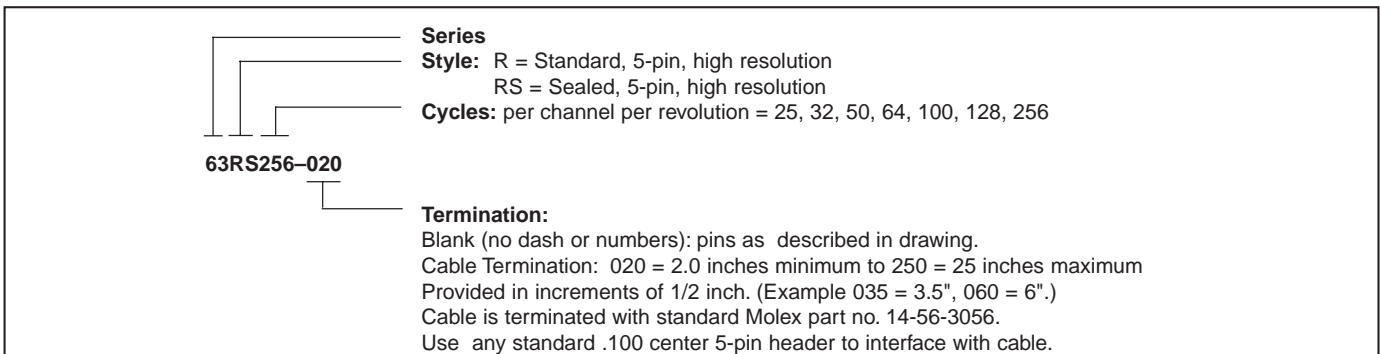 Series
Style: R = Standard, 5-pin, high resolution
RS = Sealed, 5-pin, high resolution
Cycles: per channel per revolution = 25, 32, 50, 64, 100, 128, 256
63RS256–020
Termination:
Blank (no dash or numbers): pins as described in drawing.
Cable Termination: 020 = 2.0 inches minimum to 250 = 25 inches maximum
Provided in increments of 1/2 inch. (Example 035 = 3.5", 060 = 6".)
Cable is terminated with standard Molex part no. 14-56-3056.
Use any standard .100 center 5-pin header to interface with cable.